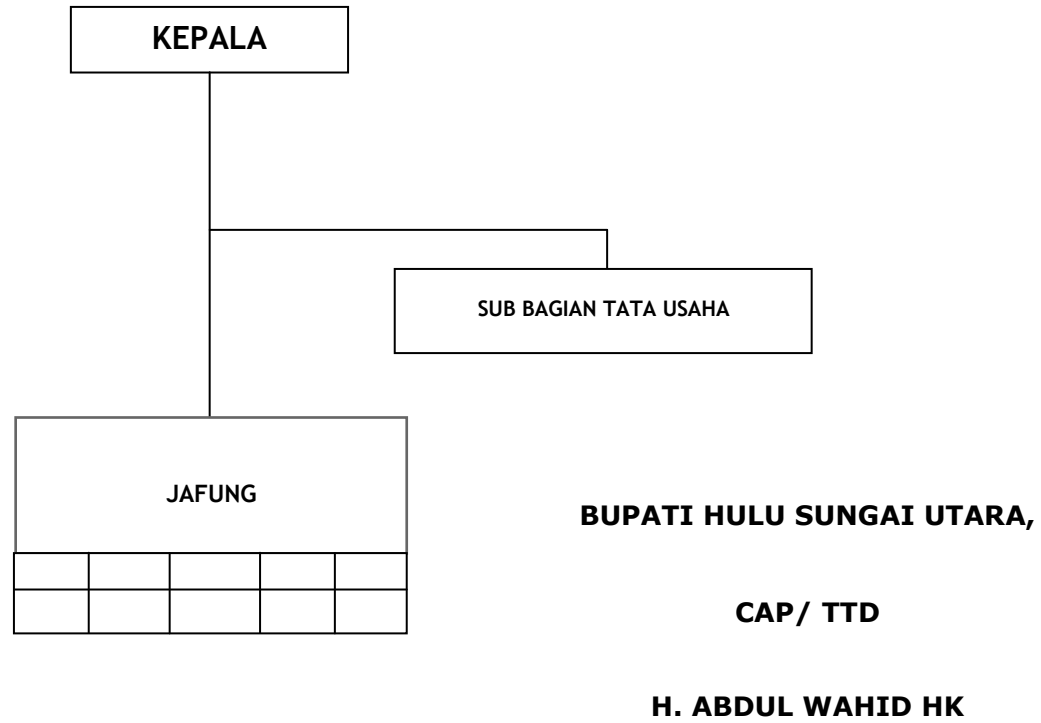 KEPALA
SUB BAGIAN TATA USAHA
JAFUNG
BUPATI HULU SUNGAI UTARA,
CAP/ TTD
H. ABDUL WAHID HK